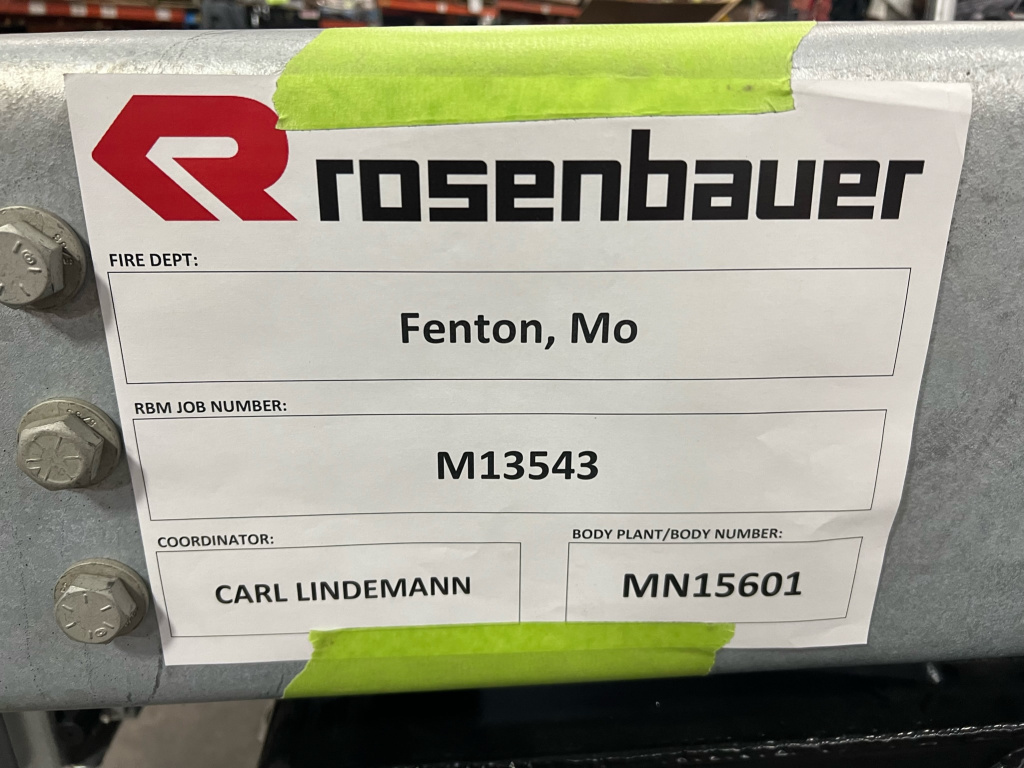 rosenbauer
FIRE DEPT:
Fenton, Mo
RBM JOB NUMBER:
M13543
COORDINATOR:
CARL LINDEMANN
BODY PLANT/BODY NUMBER:
MN15601